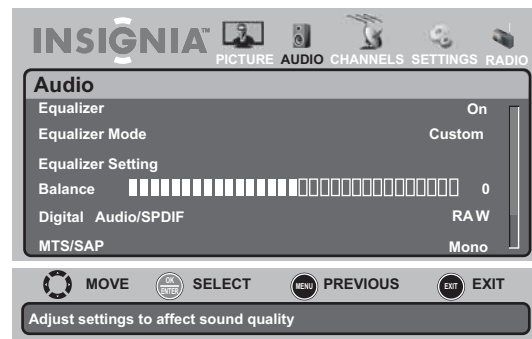 INSIGNIA™
PICTURE AUDIO CHANNELS SETTINGS RADIO
Audio
Equalizer On
Equalizer Mode Custom
Equalizer Setting
Balance 0
Digital Audio/SPDIF RAW
MTS/SAP Mono
MOVE OK ENTER SELECT MENU PREVIOUS EXIT EXIT
Adjust settings to affect sound quality